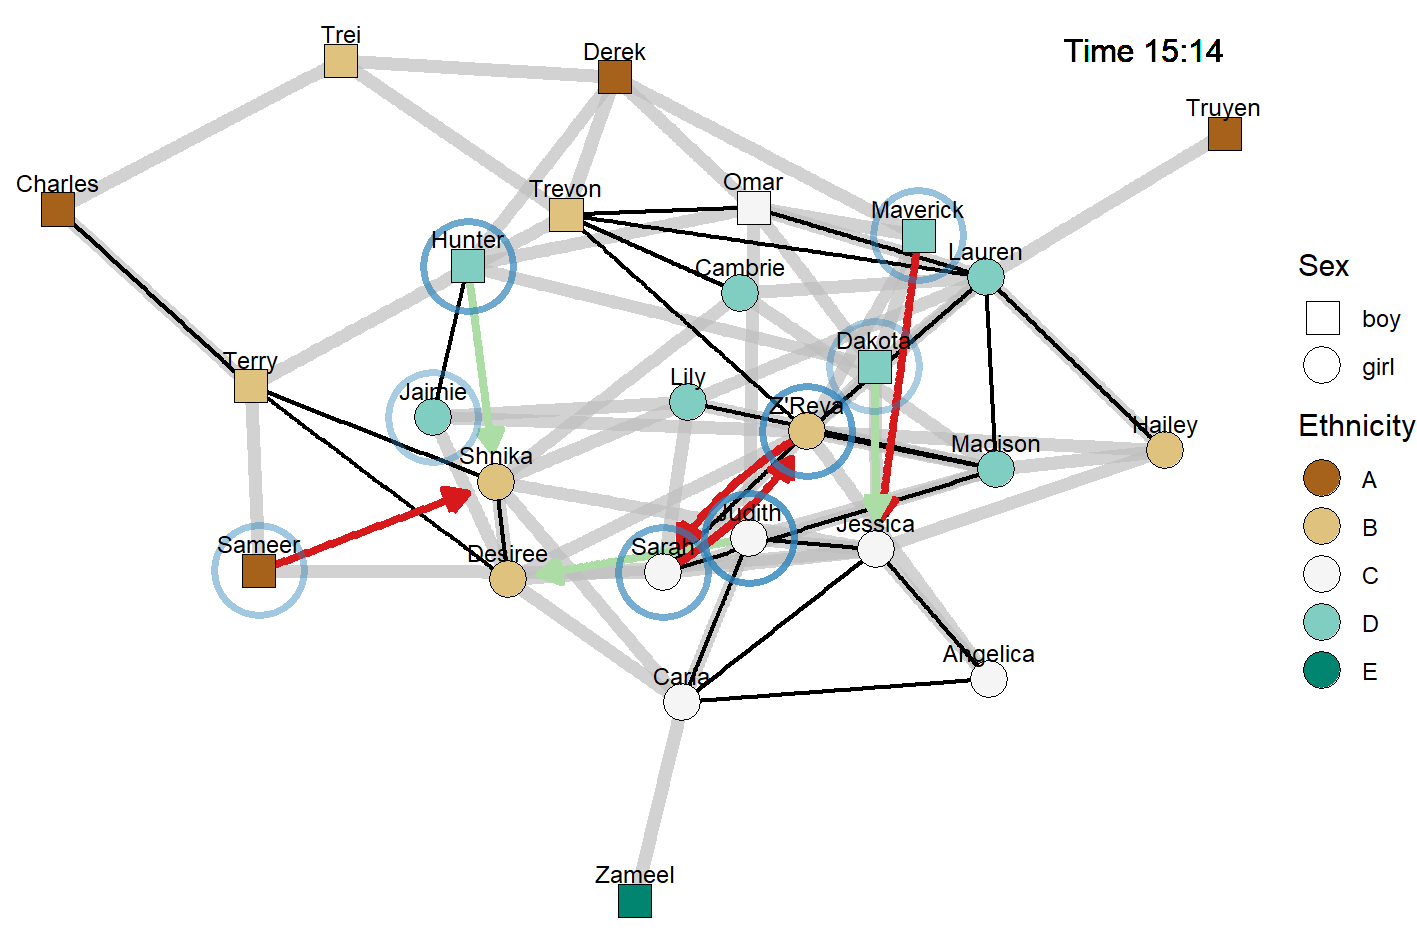 Trei
Derek
Time 15:14
Truyen
Charles
Trevon
Omar
Maverick
Hunter
Lauren
Cambrie
Sex
boy
girl
Terry
Dakota
Jaimie
Lily
Z'Reya
Hailey
Ethnicity
Shnika
Madison
A
Judith
Jessica
B
Sameer
Desiree
Sarah
C
D
Angelica
Carla
E
Zameel